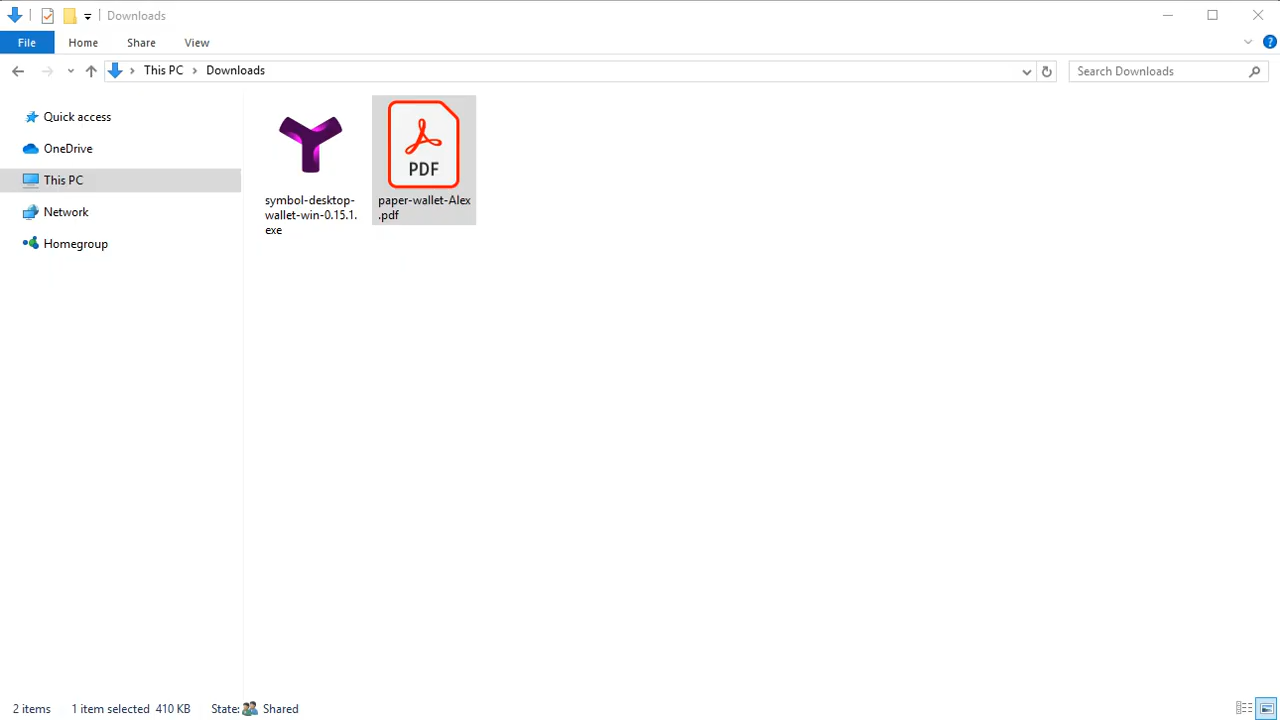 Downloads
File Home Share View
This PC Downloads
Search Downloads
Quick access
OneDrive
This PC
Network
Homegroup
symbol-desktop-
wallet-win-0.15.1.
exe
PDF
paper-wallet-Alex
.pdf
2 items 1 item selected 410 KB State: Shared